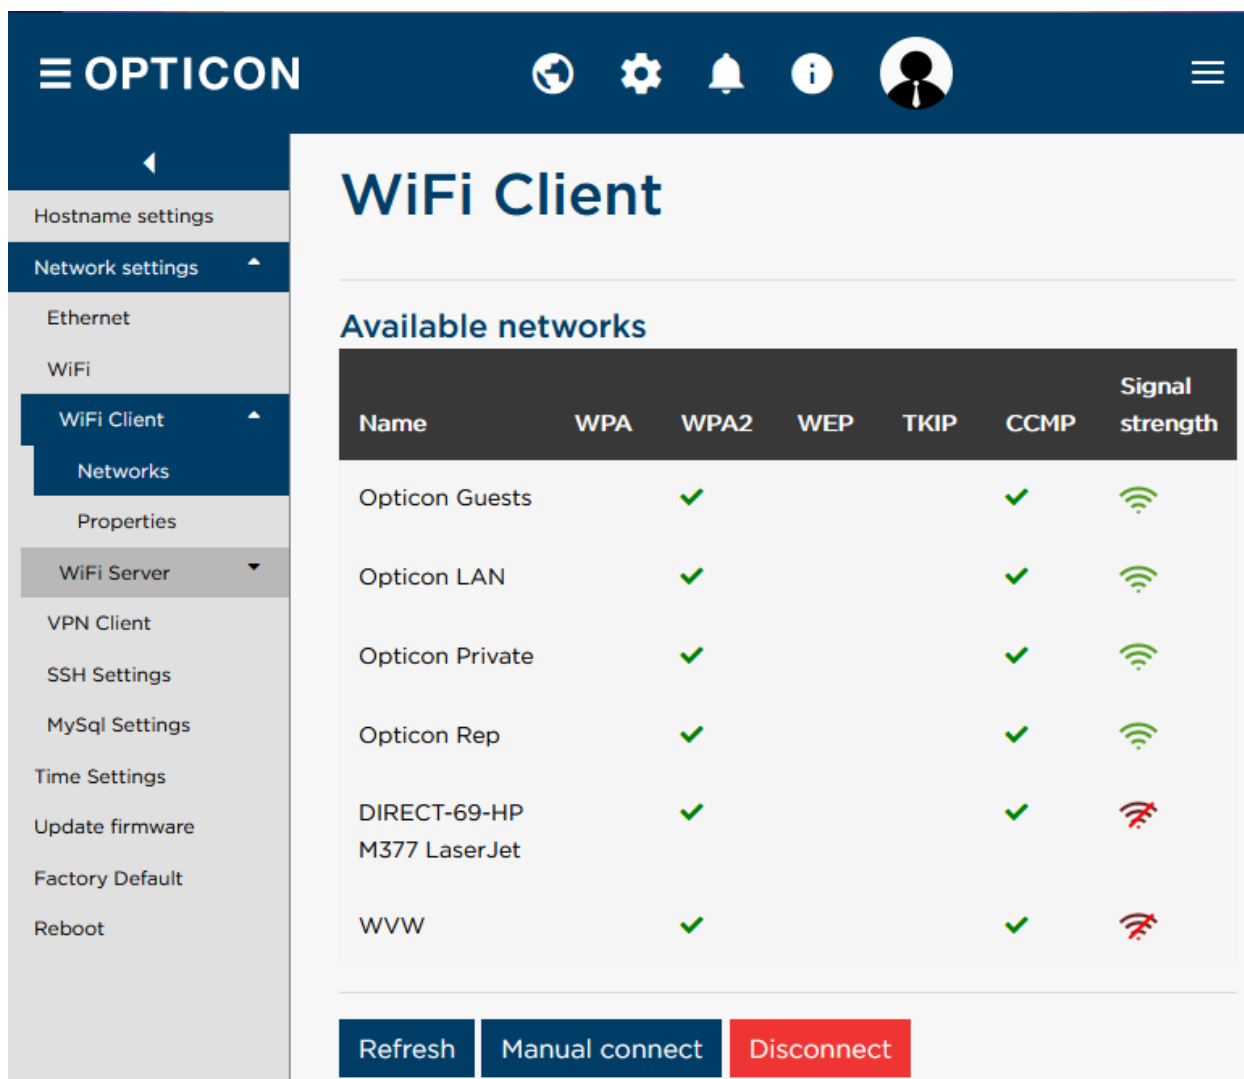 OPTICON
Hostname settings
Network settings
Ethernet
WiFi
WiFi Client
Networks
Properties
WiFi Server
VPN Client
SSH Settings
MySql Settings
Time Settings
Update firmware
Factory Default
Reboot
WiFi Client
Available networks
Name WPA WPA2 WEP TKIP CCMP Signal strength
Opticon Guests
Opticon LAN
Opticon Private
Opticon Rep
DIRECT-69-HP
M377 LaserJet
WVW
Refresh Manual connect Disconnect